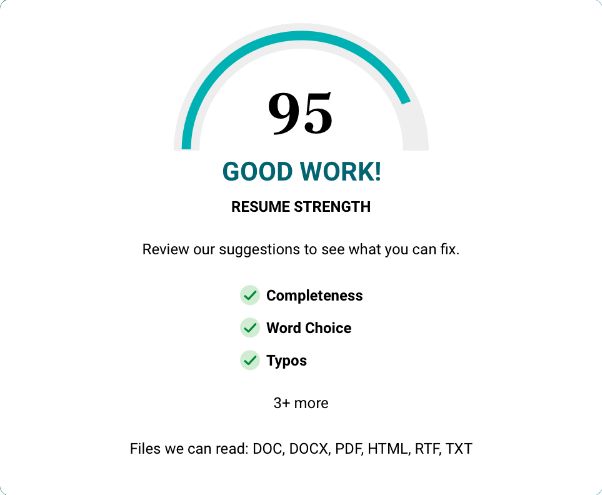 95
GOOD WORK!
RESUME STRENGTH
Review our suggestions to see what you can fix.
Completeness
Word Choice
Typos
3+ more
Files we can read: DOC, DOCX, PDF, HTML, RTF, TXT